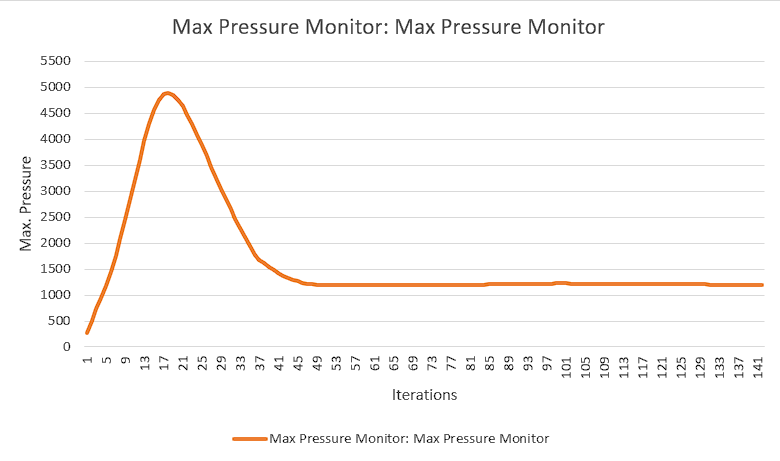 Max Pressure Monitor: Max Pressure Monitor
5500
5000
4500
4000
3500
3000
2500
2000
1500
1000
500
0
Max. Pressure
1 5 9 13 17 21 25 29 33 37 41 45 49 53 57 61 65 69 73 77 81 85 89 93 97 101 105 109 113 117 121 125 129 133 137 141
Iterations
Max Pressure Monitor: Max Pressure Monitor